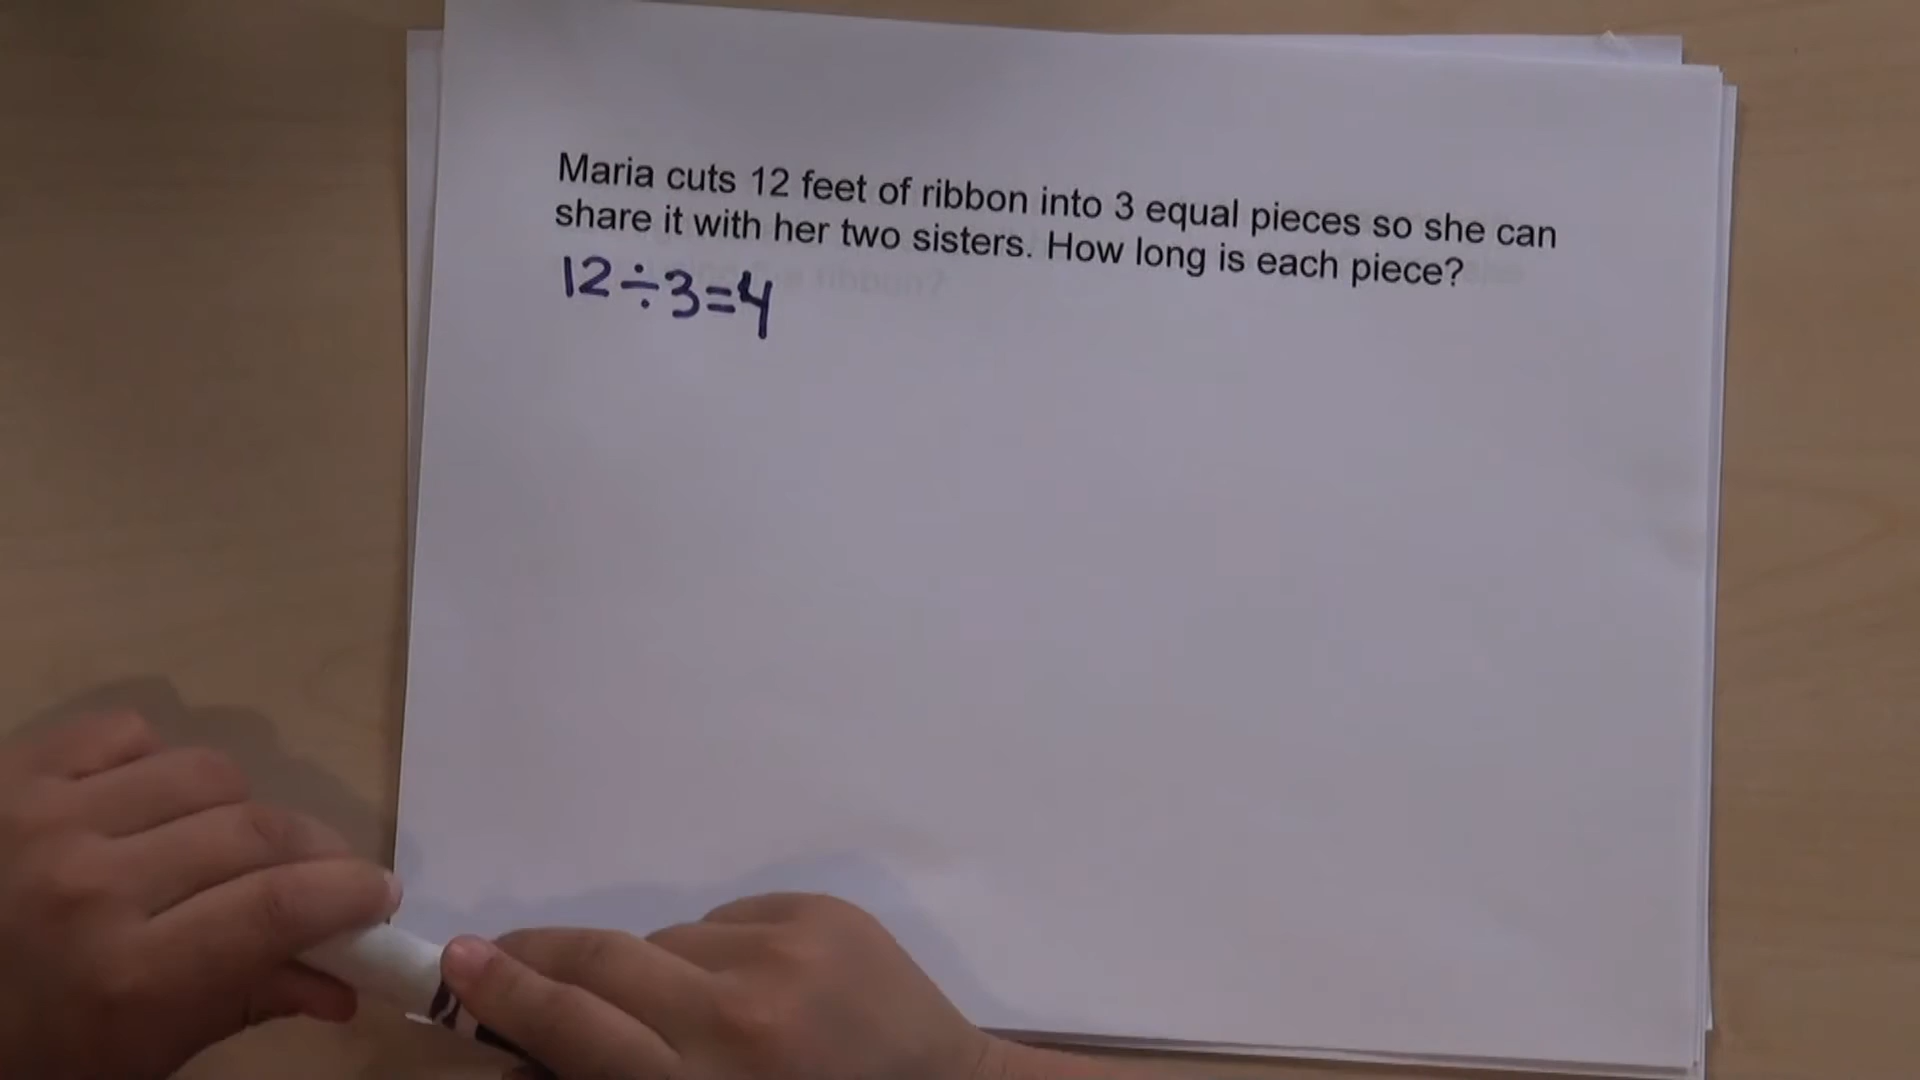 Maria cuts 12 feet of ribbon into 3 equal pieces so she can
share it with her two sisters. How long is each piece?
12÷3=4